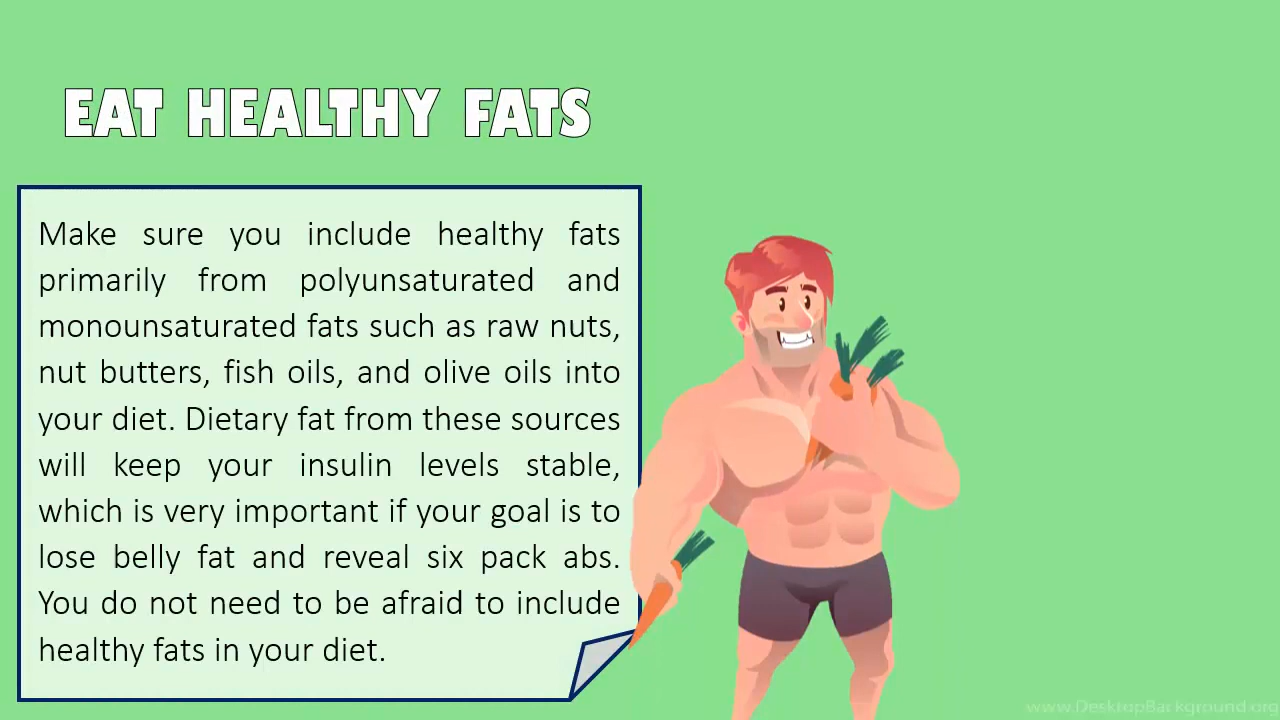 EAT HEALTHY FATS
Make sure you include healthy fats
primarily from polyunsaturated and
monounsaturated fats such as raw nuts,
nut butters, fish oils, and olive oils into
your diet. Dietary fat from these sources
will keep your insulin levels stable,
which is very important if your goal is to
lose belly fat and reveal six pack abs.
You do not need to be afraid to include
healthy fats in your diet.
www.DesktopBackground.org